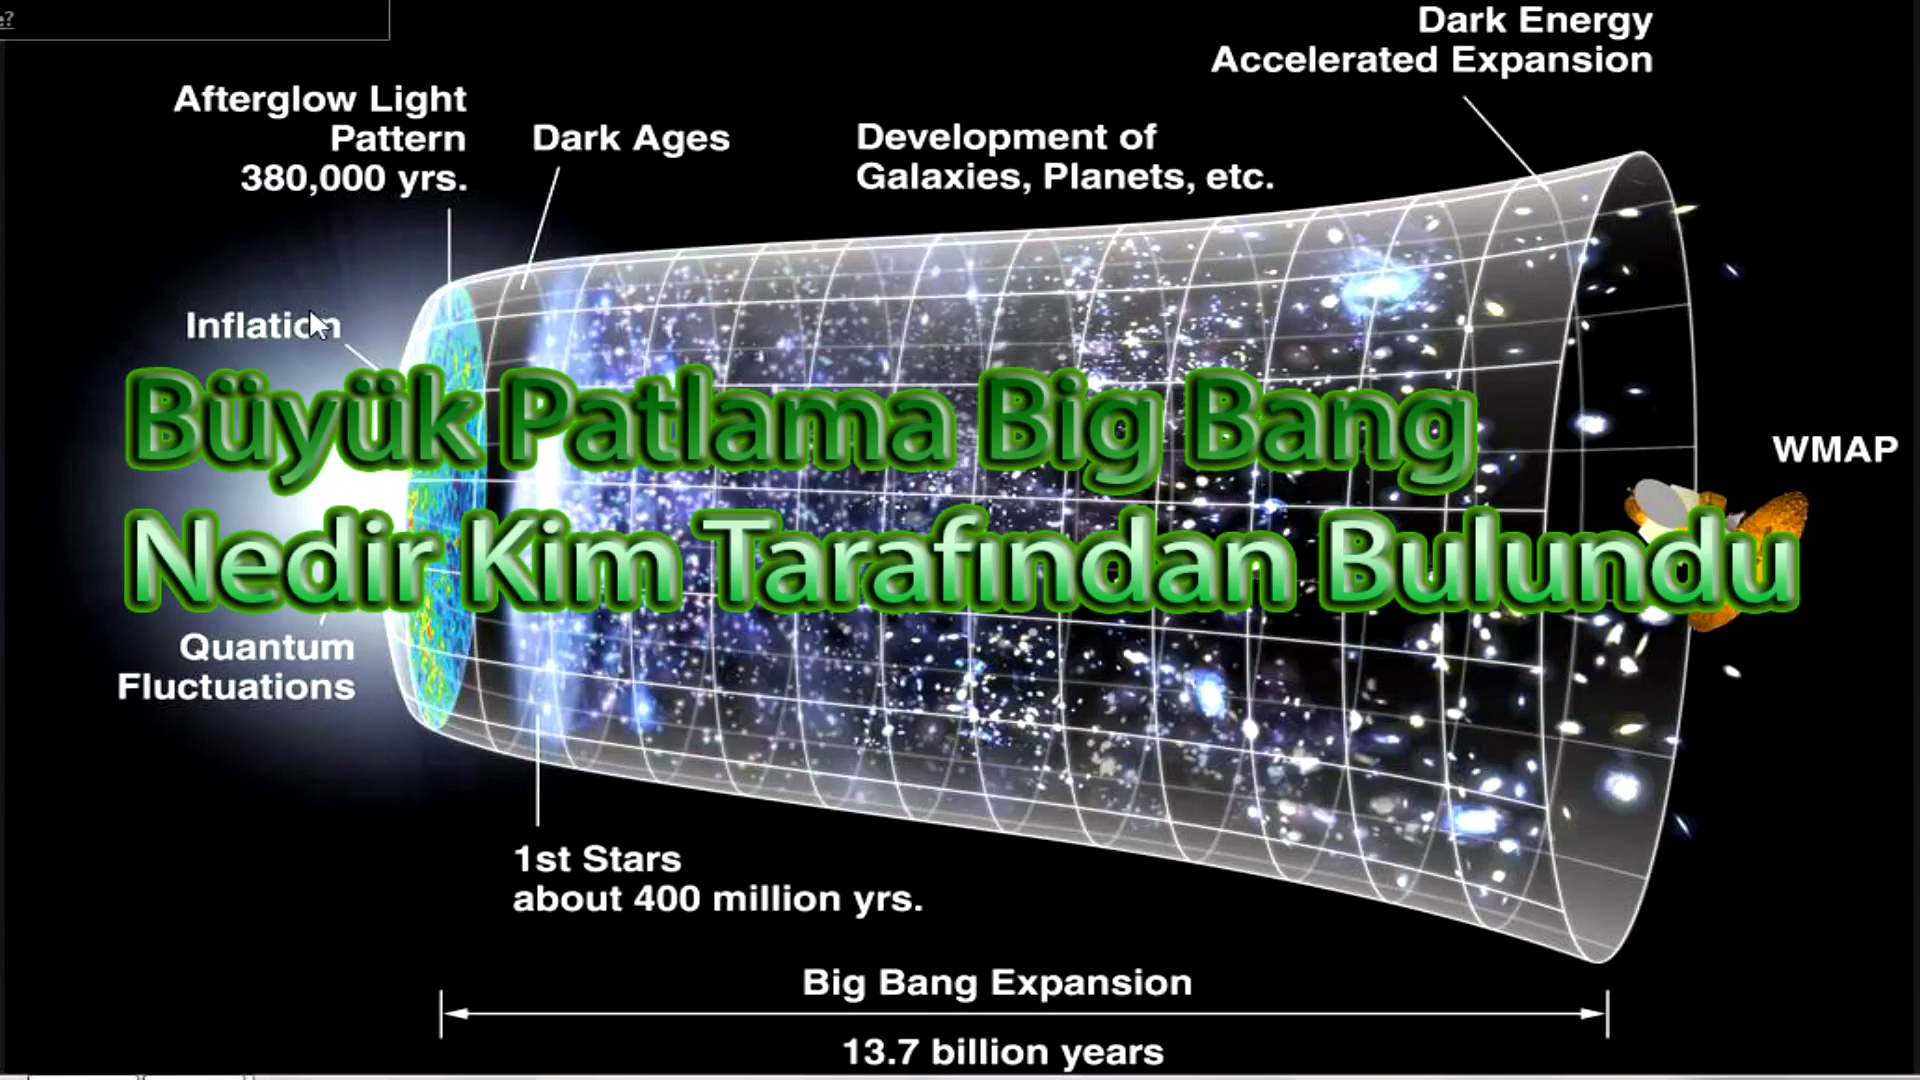 Dark Energy
Accelerated Expansion
Afterglow Light
Pattern
380,000 yrs.
Dark Ages
Development of
Galaxies, Planets, etc.
Inflation
Büyük Patlama Big Bang
WMAP
Nedir Kim Tarafından Bulundu
Quantum
Fluctuations
1st Stars
about 400 million yrs.
Big Bang Expansion
13.7 billion years